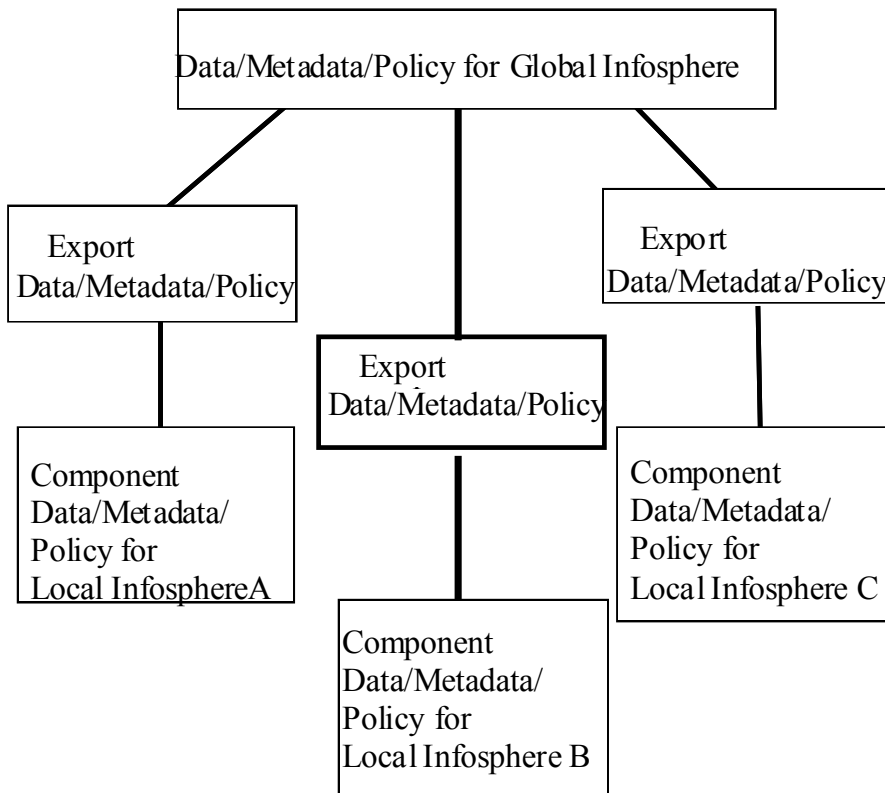 Data/Metadata/Policy for Global Infosphere
Export
Data/Metadata/Policy
Export
Data/Metadata/Policy
Export
Data/Metadata/Policy
Component
Data/Metadata/
Policy for
Local InfosphereA
Component
Data/Metadata/
Policy for
Local Infosphere C
Component
Data/Metadata/
Policy for
Local Infosphere B